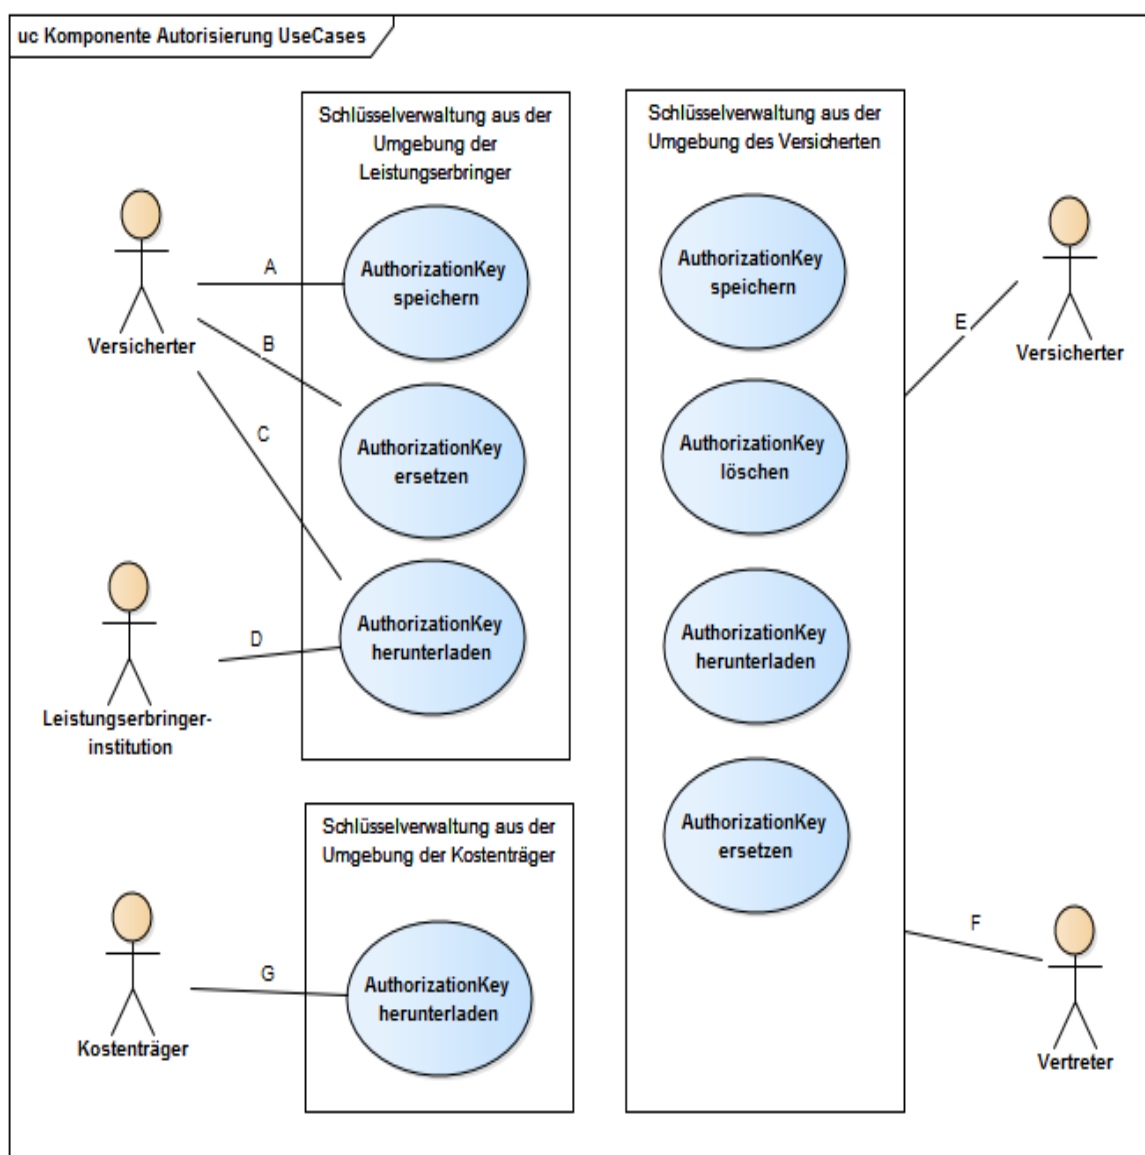 uc Komponente Autorisierung UseCases
Schlüsselverwaltung aus der
Umgebung der
Leistungserbringer
AuthorizationKey
speichern
AuthorizationKey
ersetzen
AuthorizationKey
herunterladen
A
B
C
D
Versicherter
Leistungserbringer-
institution
Schlüsselverwaltung aus der
Umgebung der Kostenträger
AuthorizationKey
herunterladen
G
Kostenträger
Schlüsselverwaltung aus der
Umgebung des Versicherten
AuthorizationKey
speichern
AuthorizationKey
löschen
AuthorizationKey
herunterladen
AuthorizationKey
ersetzen
E
Versicherter
F
Vertreter